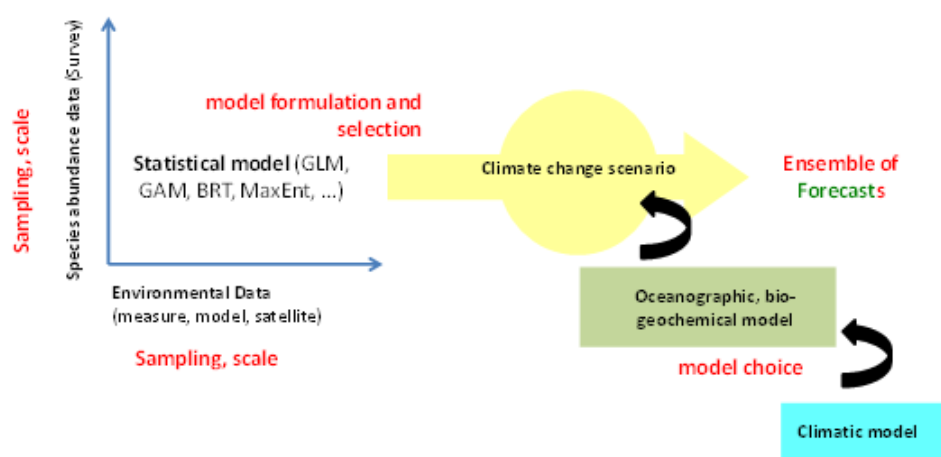 Sampling, scale
Species abundance data (Survey)
model formulation and
selection
Statistical model (GLM,
GAM, BRT, MaxEnt, ...)
Climate change scenario
Ensemble of
Forecasts
Environmental Data
(measure, model, satellite)
Sampling, scale
Oceanographic, bio-
geochemical model
model choice
Climatic model